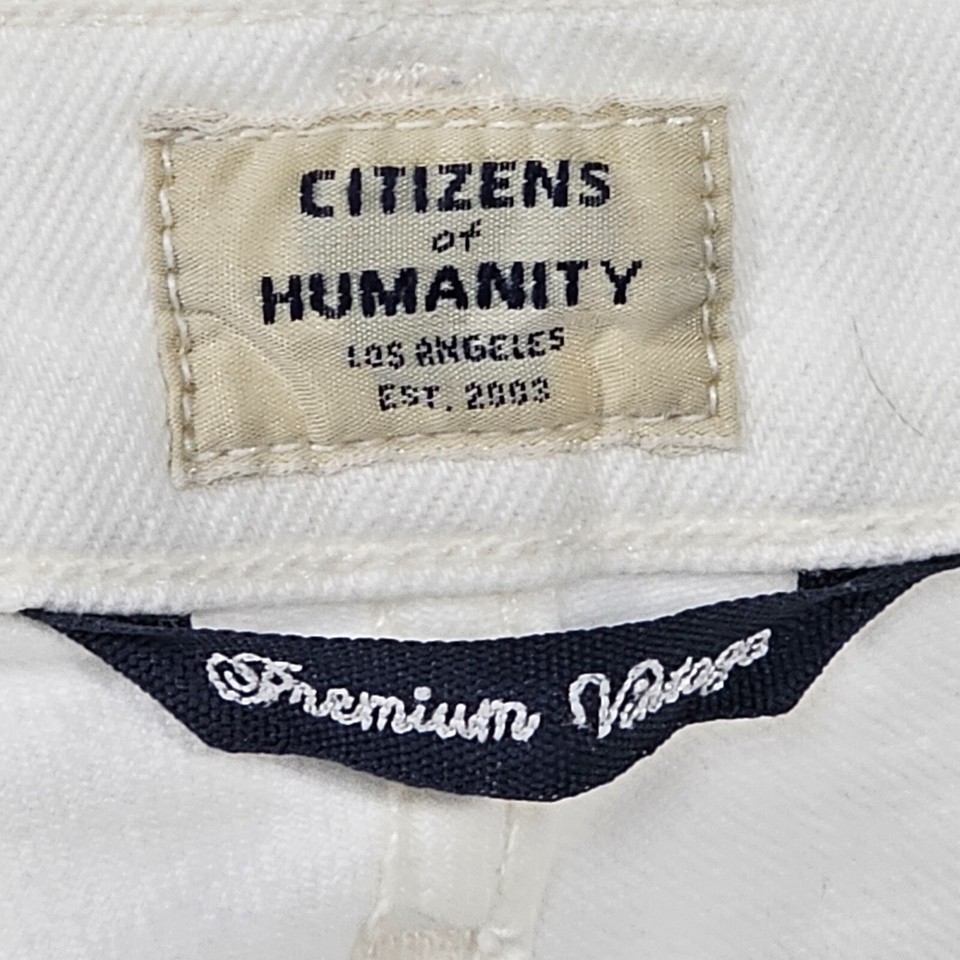 CITIZENS
of
HUMANITY
LOS ANGELES
EST. 2003
Premium Vintage